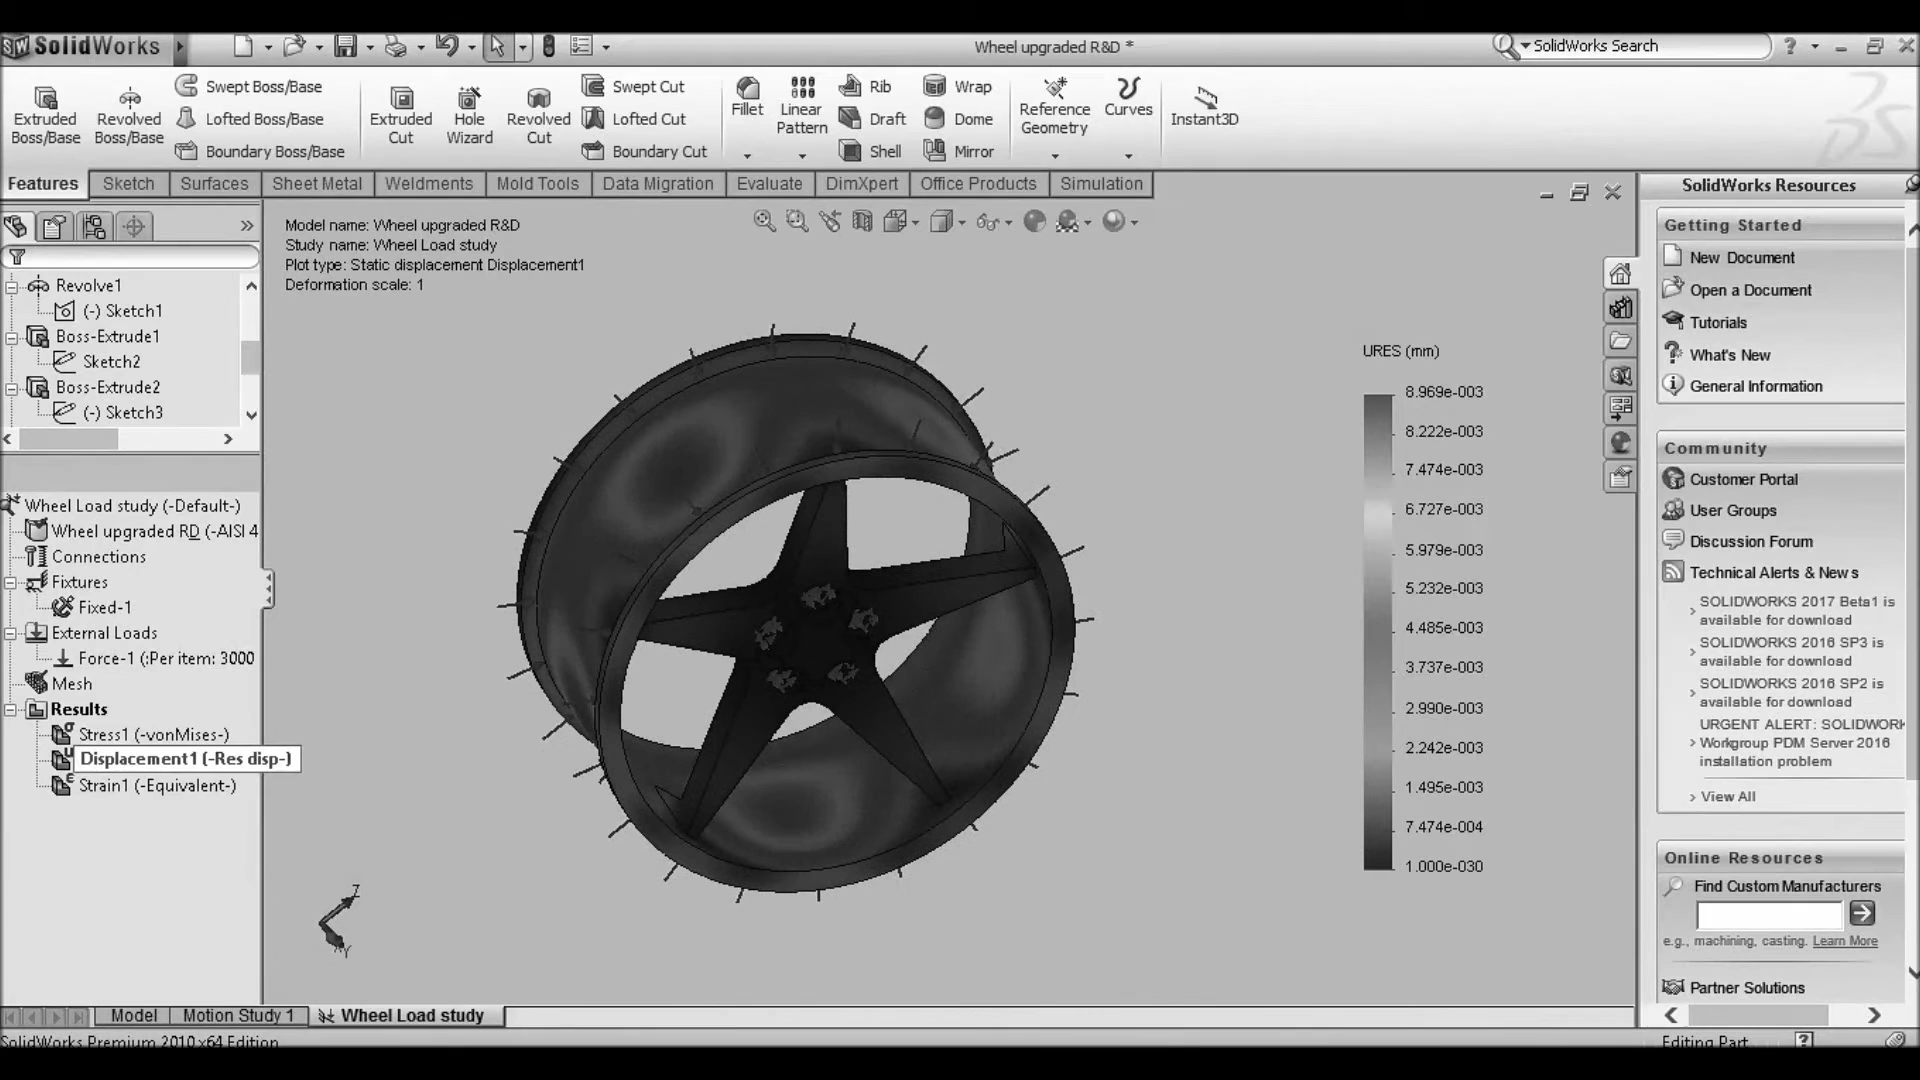 SolidWorks
Wheel upgraded R&D *
SolidWorks Search
Extruded Boss/Base
Revolved Boss/Base
Swept Boss/Base
Lofted Boss/Base
Boundary Boss/Base
Extruded Cut
Hole Wizard
Revolved Cut
Swept Cut
Lofted Cut
Boundary Cut
Fillet
Linear Pattern
Rib
Draft
Shell
Wrap
Dome
Mirror
Reference Geometry
Curves
Instant3D
Features
Sketch
Surfaces
Sheet Metal
Weldments
Mold Tools
Data Migration
Evaluate
DimXpert
Office Products
Simulation
Revolve1
(-) Sketch1
Boss-Extrude1
Sketch2
Boss-Extrude2
(-) Sketch3
Wheel Load study (-Default-)
Wheel upgraded RD (-AISI 4
Connections
Fixtures
Fixed-1
External Loads
Force-1 (:Per item: 3000
Mesh
Results
Stress1 (-vonMises-)
Displacement1 (-Res disp-)
Strain1 (-Equivalent-)
Model name: Wheel upgraded R&D
Study name: Wheel Load study
Plot type: Static displacement Displacement1
Deformation scale: 1
URES (mm)
8.969e-003
8.222e-003
7.474e-003
6.727e-003
5.979e-003
5.232e-003
4.485e-003
3.737e-003
2.990e-003
2.242e-003
1.495e-003
7.474e-004
1.000e-030
Z
Y
SolidWorks Resources
Getting Started
New Document
Open a Document
Tutorials
What's New
General Information
Community
Customer Portal
User Groups
Discussion Forum
Technical Alerts & News
SOLIDWORKS 2017 Beta1 is
available for download
SOLIDWORKS 2016 SP3 is
available for download
SOLIDWORKS 2016 SP2 is
available for download
URGENT ALERT: SOLIDWORK
Workgroup PDM Server 2016
installation problem
View All
Online Resources
Find Custom Manufacturers
e.g., machining, casting. Learn More
Partner Solutions
Model
Motion Study 1
Wheel Load study
SolidWorks Premium 2010 x64 Edition
Editing Part